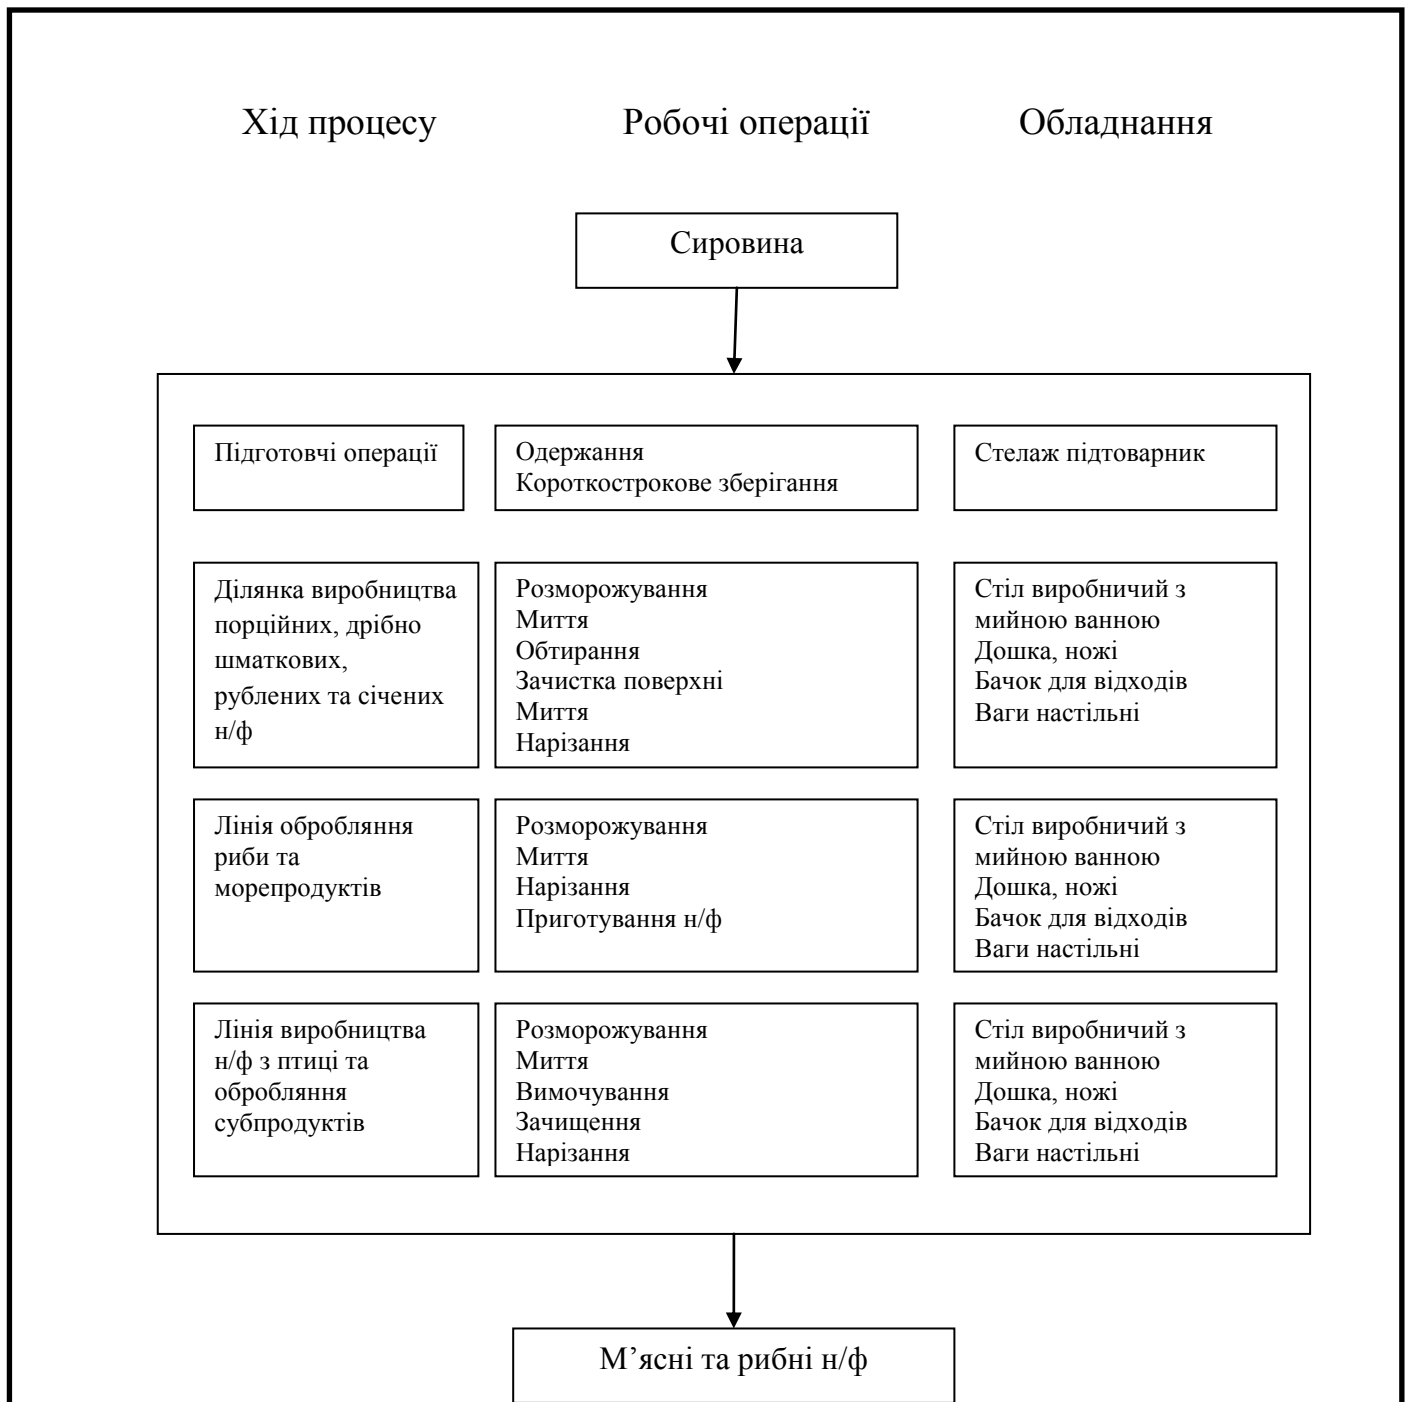 Хід процесу Робочі операції Обладнання
Сировина
Підготовчі операції
Одержання
Короткострокове зберігання
Стелаж підтоварник
Ділянка виробництва
порційних, дрібно
шматкових,
рублених та січених
н/ф
Розморожування
Миття
Обтирання
Зачистка поверхні
Миття
Нарізання
Стіл виробничий з
мийною ванною
Дошка, ножі
Бачок для відходів
Ваги настільні
Лінія обробляння
риби та
морепродуктів
Розморожування
Миття
Нарізання
Приготування н/ф
Стіл виробничий з
мийною ванною
Дошка, ножі
Бачок для відходів
Ваги настільні
Лінія виробництва
н/ф з птиці та
обробляння
субпродуктів
Розморожування
Миття
Вимочування
Зачищення
Нарізання
Стіл виробничий з
мийною ванною
Дошка, ножі
Бачок для відходів
Ваги настільні
М’ясні та рибні н/ф